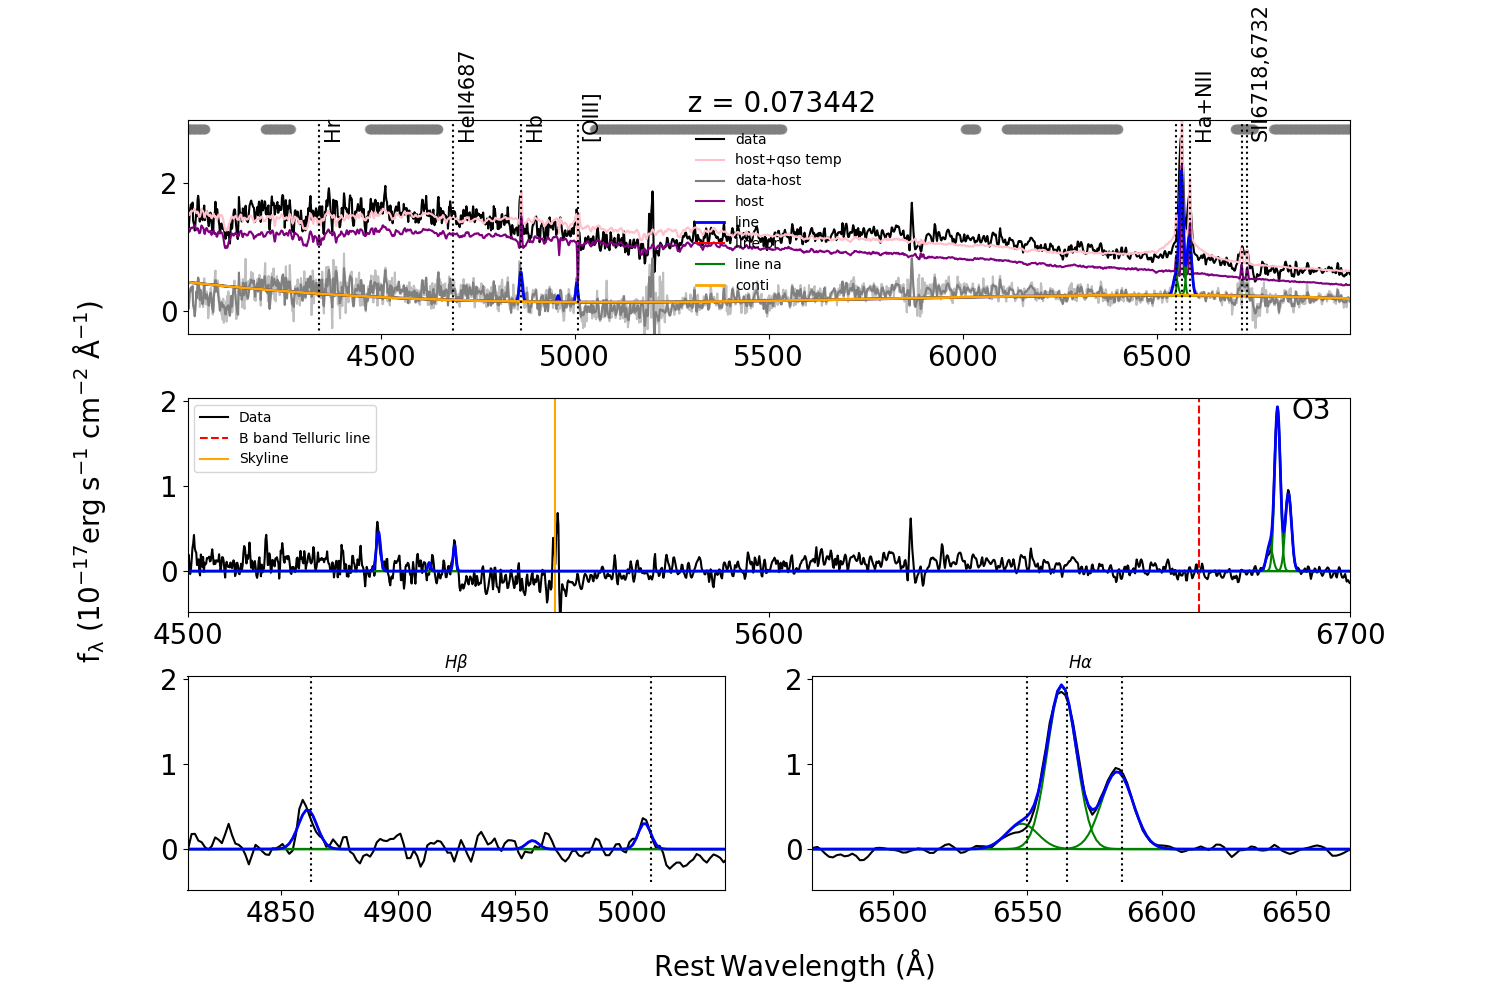 z = 0.073442
Hr
HeII4687
Hb
[OIII]
Ha+NII
SII6718,6732
data
host+qso temp
data-host
host
line
line na
conti
2
0
4500
5000
5500
6000
6500
f_λ (10^−17 erg s^−1 cm^−2 Å^−1)
Data
B band Telluric line
Skyline
O3
2
1
0
4500
5600
6700
Hβ
2
1
0
4850
4900
4950
5000
Hα
2
1
0
6500
6550
6600
6650
Rest Wavelength (Å)